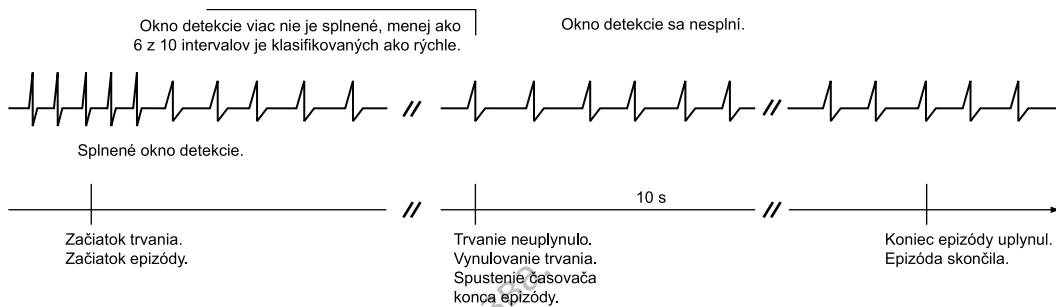 Okno detekcie viac nie je splnené, menej ako
6 z 10 intervalov je klasifikovaných ako rýchle.
Okno detekcie sa nesplní.
Splnené okno detekcie.
10 s
Začiatok trvania.
Začiatok epizódy.
Trvanie neuplynulo.
Vynulovanie trvania.
Spustenie časovača
konca epizódy.
Koniec epizódy uplynul.
Epizóda skončila.